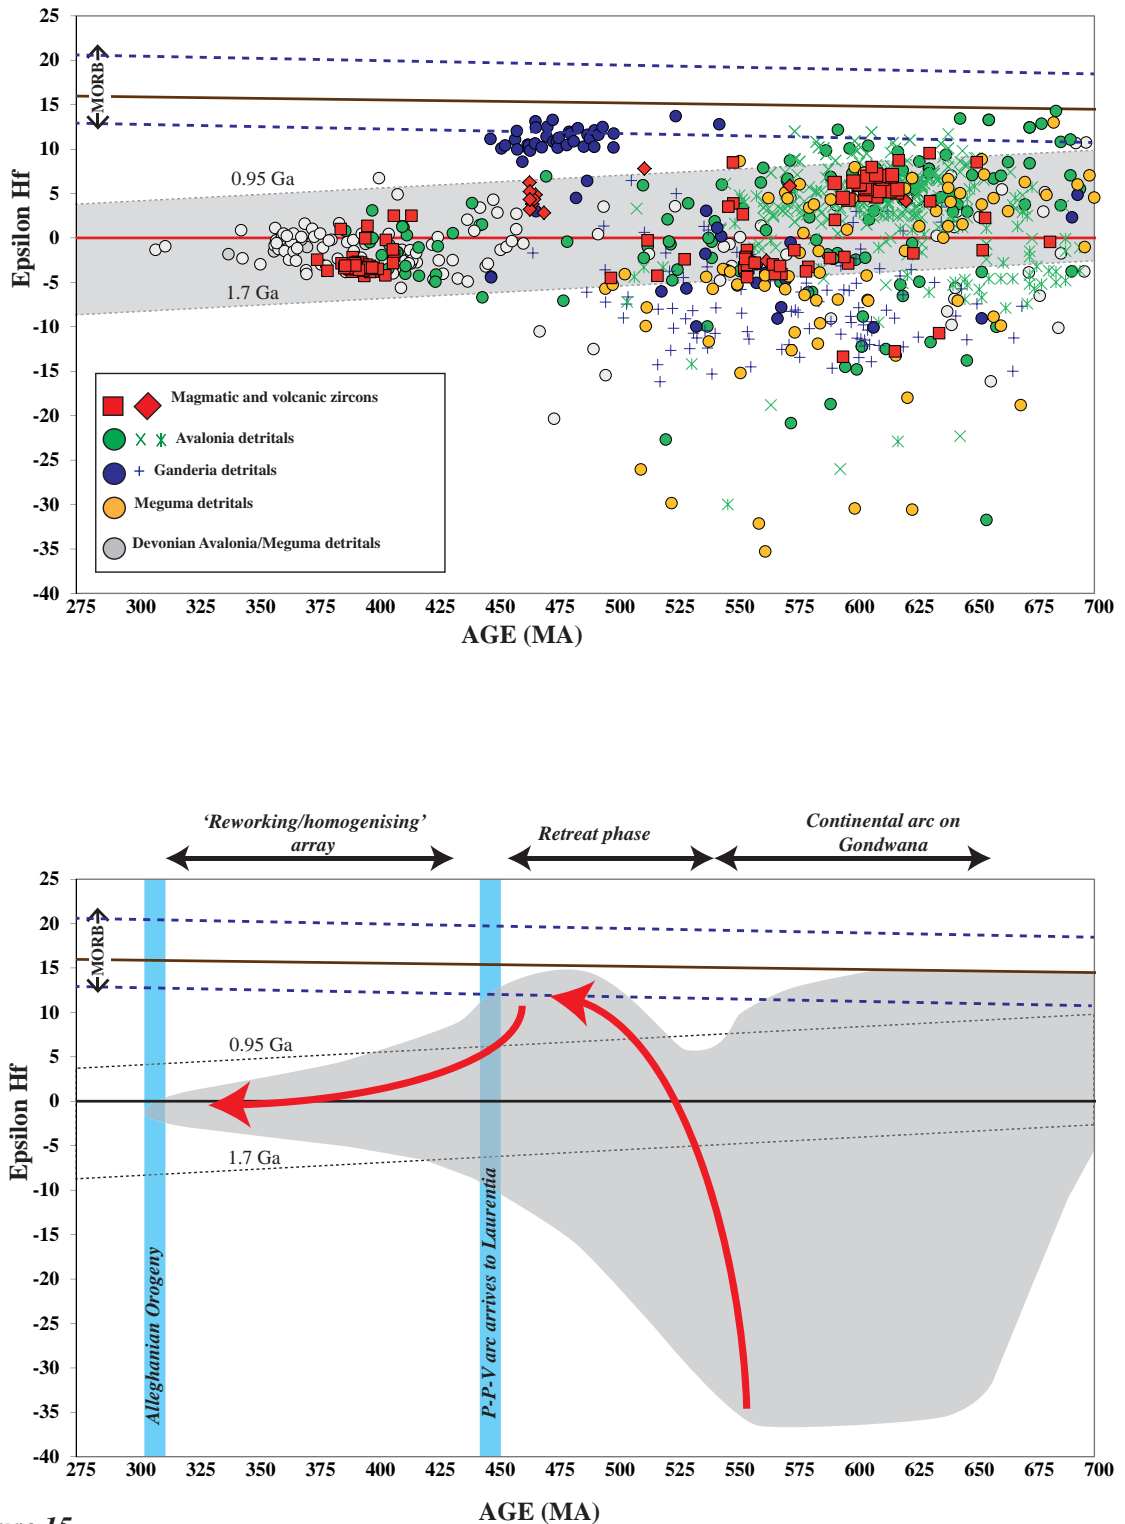 25
20
15
10
5
0
-5
-10
-15
-20
-25
-30
-35
-40
Epsilon Hf
MORB
0.95 Ga
1.7 Ga
Magmatic and volcanic zircons
Avalonia detritals
Ganderia detritals
Meguma detritals
Devonian Avalonia/Meguma detritals
275 300 325 350 375 400 425 450 475 500 525 550 575 600 625 650 675 700
AGE (MA)
‘Reworking/homogenising’
array
Retreat phase
Continental arc on
Gondwana
25
20
15
10
5
0
-5
-10
-15
-20
-25
-30
-35
-40
Epsilon Hf
MORB
0.95 Ga
1.7 Ga
Alleghanian Orogeny
P-P-V arc arrives to Laurentia
275 300 325 350 375 400 425 450 475 500 525 550 575 600 625 650 675 700
AGE (MA)
15